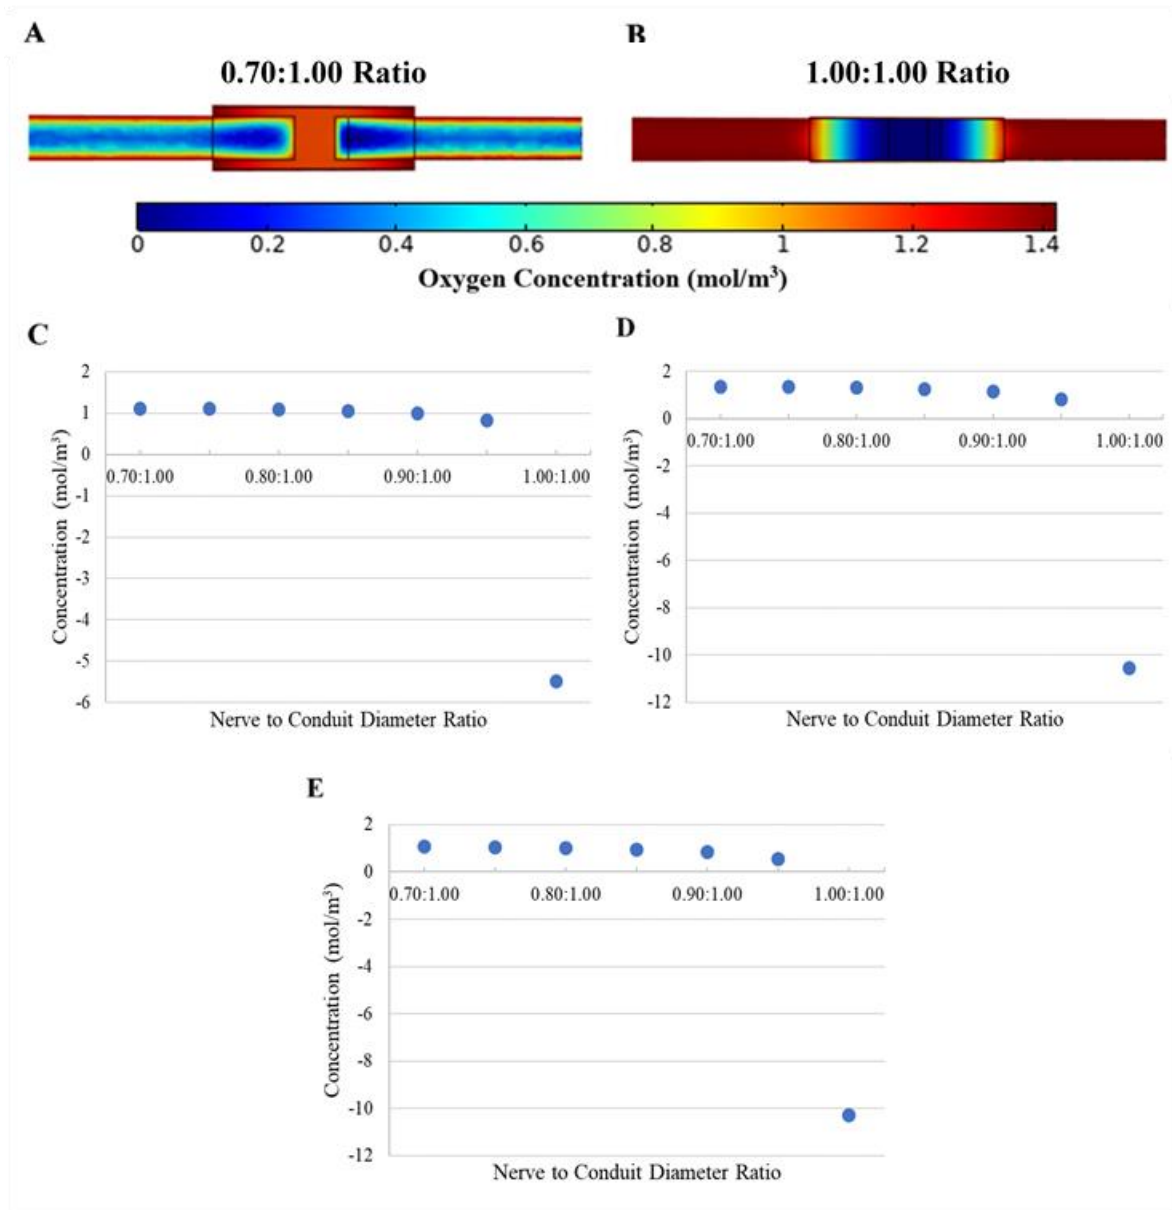 A
B
0.70:1.00 Ratio
1.00:1.00 Ratio
0 0.2 0.4 0.6 0.8 1 1.2 1.4
Oxygen Concentration (mol/m³)
C
D
2
1
0
-1
-2
-3
-4
-5
-6
Concentration (mol/m³)
0.70:1.00 0.80:1.00 0.90:1.00 1.00:1.00
Nerve to Conduit Diameter Ratio
2
0
-2
-4
-6
-8
-10
-12
Concentration (mol/m³)
0.70:1.00 0.80:1.00 0.90:1.00 1.00:1.00
Nerve to Conduit Diameter Ratio
E
2
0
-2
-4
-6
-8
-10
-12
Concentration (mol/m³)
0.70:1.00 0.80:1.00 0.90:1.00 1.00:1.00
Nerve to Conduit Diameter Ratio